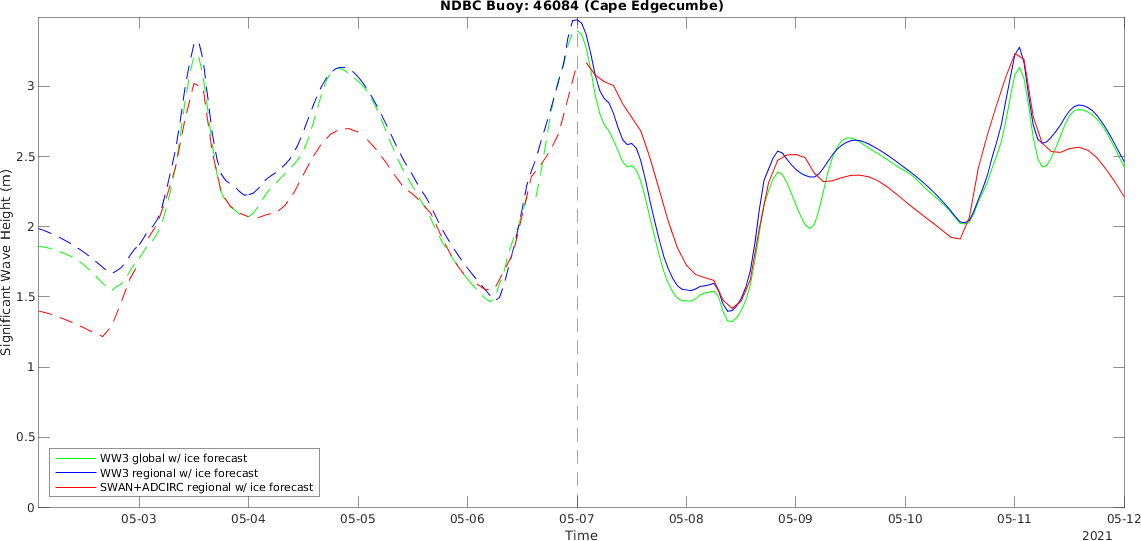 NDBC Buoy: 46084 (Cape Edgecumbe)
Significant Wave Height (m)
3
2.5
2
1.5
1
0.5
0
WW3 global w/ ice forecast
WW3 regional w/ ice forecast
SWAN+ADCIRC regional w/ ice forecast
05-03 05-04 05-05 05-06 05-07 05-08 05-09 05-10 05-11 05-12
Time
2021